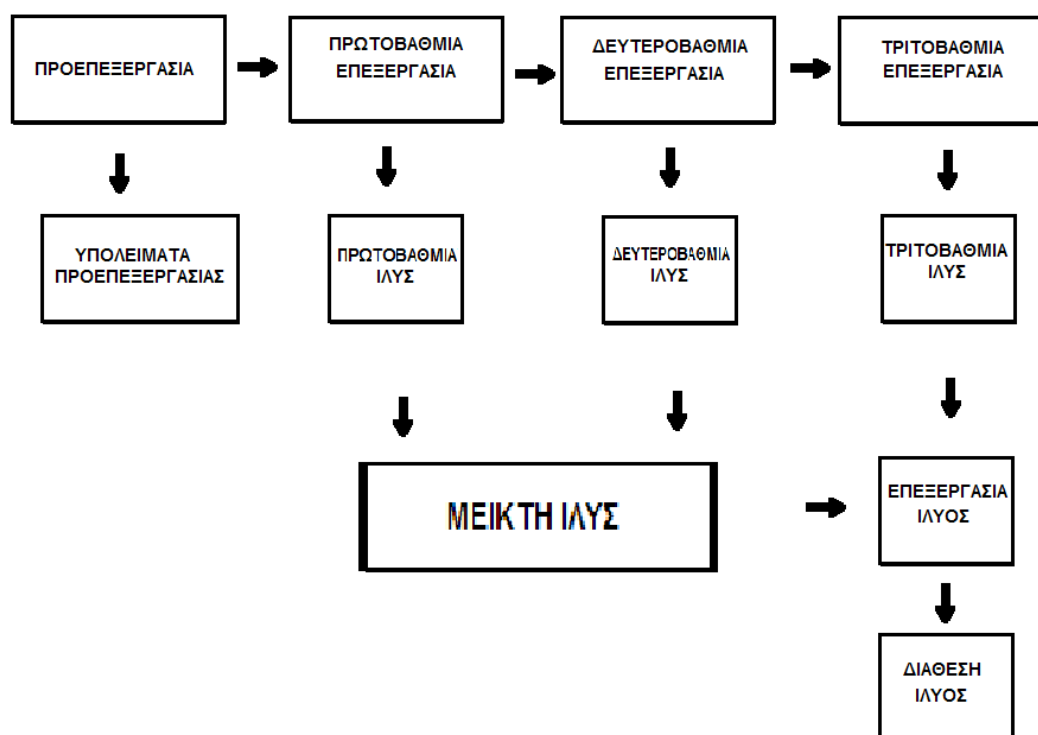 ΠΡΟΕΠΕΞΕΡΓΑΣΙΑ
ΠΡΩΤΟΒΑΘΜΙΑ
ΕΠΕΞΕΡΓΑΣΙΑ
ΔΕΥΤΕΡΟΒΑΘΜΙΑ
ΕΠΕΞΕΡΓΑΣΙΑ
ΤΡΙΤΟΒΑΘΜΙΑ
ΕΠΕΞΕΡΓΑΣΙΑ
ΥΠΟΛΕΙΜΑΤΑ
ΠΡΟΕΠΕΞΕΡΓΑΣΙΑΣ
ΠΡΩΤΟΒΑΘΜΙΑ
ΙΛΥΣ
ΔΕΥΤΕΡΟΒΑΘΜΙΑ
ΙΛΥΣ
ΤΡΙΤΟΒΑΘΜΙΑ
ΙΛΥΣ
ΜΕΙΚΤΗ ΙΛΥΣ
ΕΠΕΞΕΡΓΑΣΙΑ
ΙΛΥΟΣ
ΔΙΑΘΕΣΗ
ΙΛΥΟΣ